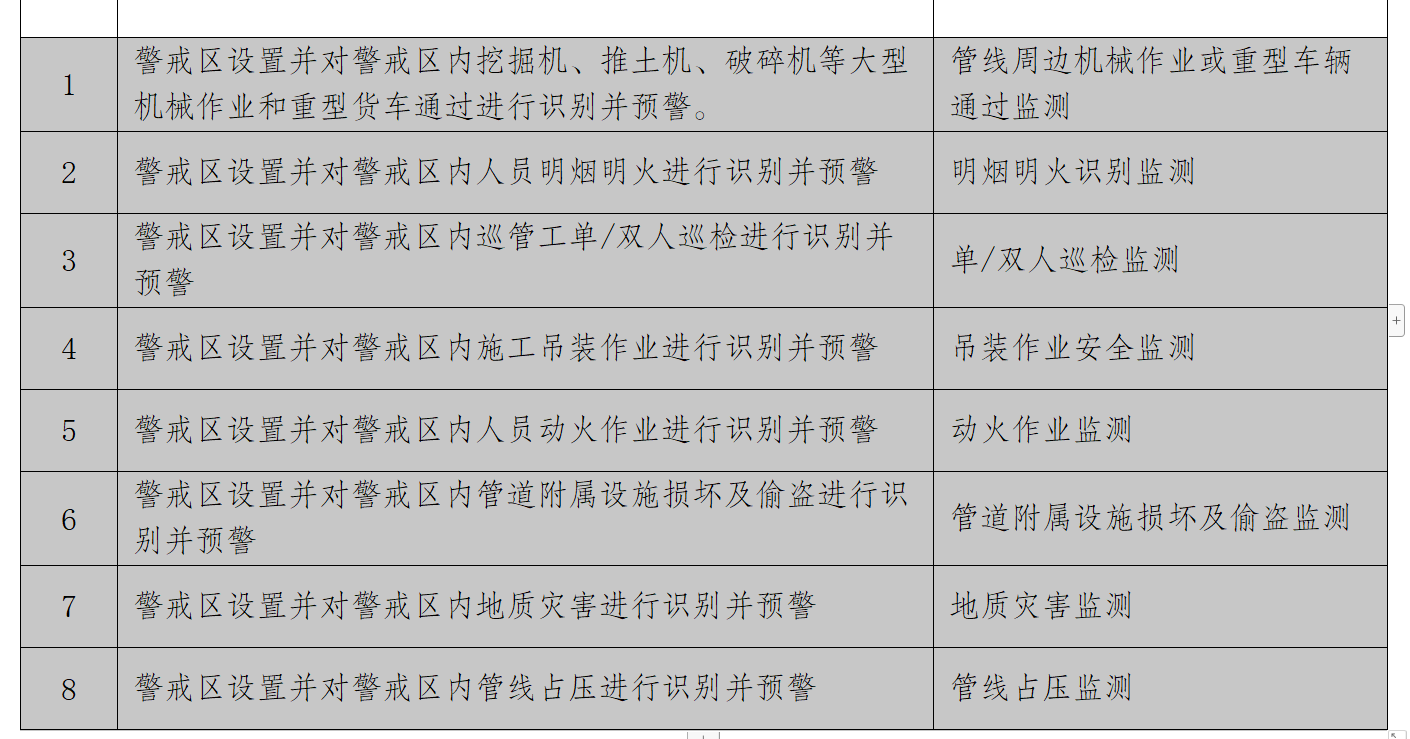 1
警戒区设置并对警戒区内挖掘机、推土机、破碎机等大型
机械作业和重型货车通过进行识别并预警。
管线周边机械作业或重型车辆
通过监测
2
警戒区设置并对警戒区内人员明烟明火进行识别并预警
明烟明火识别监测
3
警戒区设置并对警戒区内巡管工单/双人巡检进行识别并
预警
单/双人巡检监测
4
警戒区设置并对警戒区内施工吊装作业进行识别并预警
吊装作业安全监测
5
警戒区设置并对警戒区内人员动火作业进行识别并预警
动火作业监测
6
警戒区设置并对警戒区内管道附属设施损坏及偷盗进行识
别并预警
管道附属设施损坏及偷盗监测
7
警戒区设置并对警戒区内地质灾害进行识别并预警
地质灾害监测
8
警戒区设置并对警戒区内管线占压进行识别并预警
管线占压监测